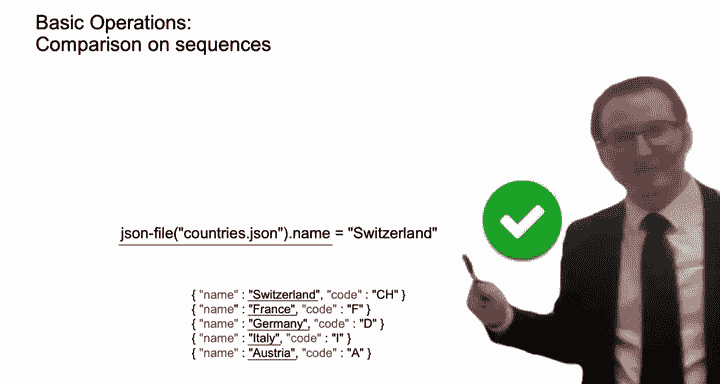 Basic Operations:
Comparison on sequences
json-file("countries.json").name = "Switzerland"
{ "name" : "Switzerland", "code" : "CH" }
{ "name" : "France", "code" : "F" }
{ "name" : "Germany", "code" : "D" }
{ "name" : "Italy", "code" : "I" }
{ "name" : "Austria", "code" : "A" }